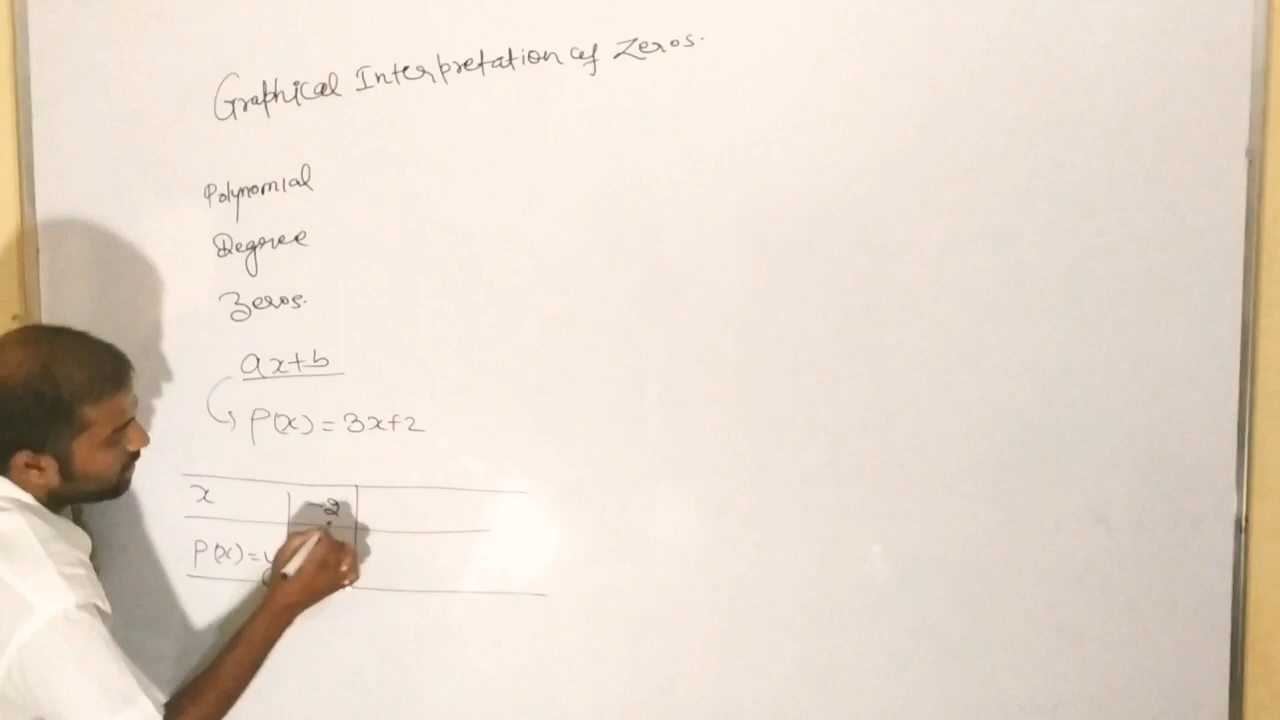 Graphical Interpretation of Zeros.
Polynomial
Degree
Zeros.
ax+b
P(x)=3x+2
x -2
P(x)=y